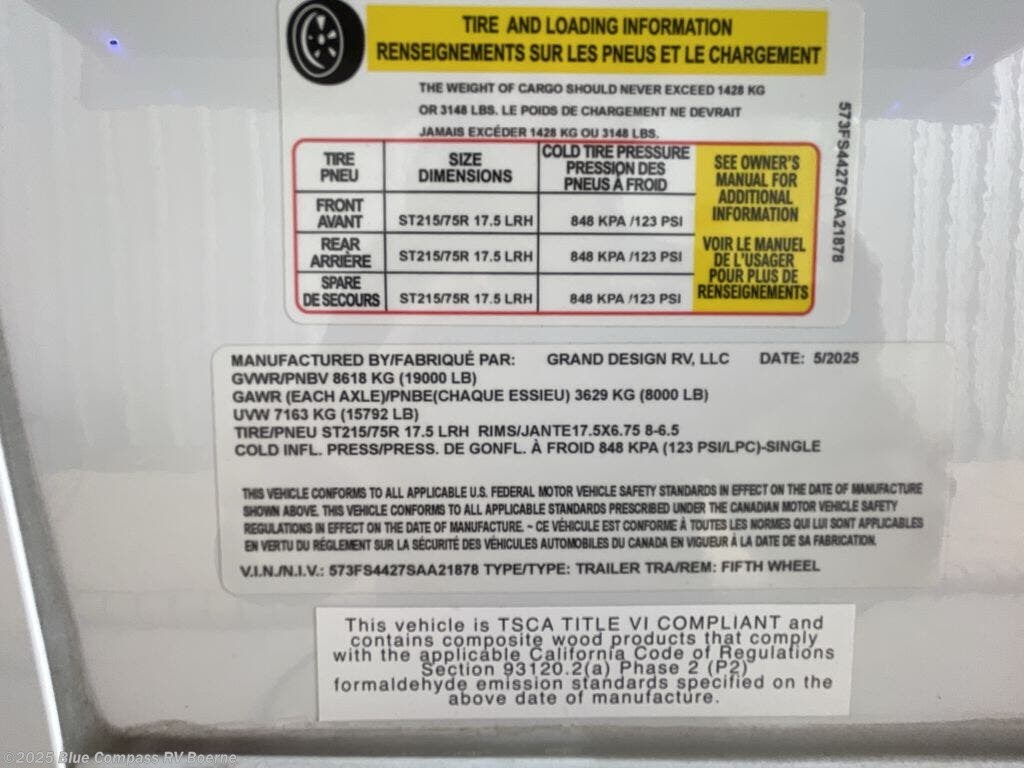 TIRE AND LOADING INFORMATION
RENSEIGNEMENTS SUR LES PNEUS ET LE CHARGEMENT
THE WEIGHT OF CARGO SHOULD NEVER EXCEED 1428 KG
OR 3148 LBS. LE POIDS DE CHARGEMENT NE DEVRAIT
JAMAIS EXCÉDER 1428 KG OU 3148 LBS.
TIRE
PNEU
SIZE
DIMENSIONS
COLD TIRE PRESSURE
PRESSION DES
PNEUS À FROID
FRONT
AVANT
ST215/75R 17.5 LRH
848 KPA /123 PSI
REAR
ARRIÈRE
ST215/75R 17.5 LRH
848 KPA /123 PSI
SPARE
DE SECOURS
ST215/75R 17.5 LRH
848 KPA /123 PSI
SEE OWNER'S
MANUAL FOR
ADDITIONAL
INFORMATION
VOIR LE MANUEL
DE L'USAGER
POUR PLUS DE
RENSEIGNEMENTS
573FS4427SAA21878
MANUFACTURED BY/FABRIQUÉ PAR: GRAND DESIGN RV, LLC DATE: 5/2025
GVWR/PNBV 8618 KG (19000 LB)
GAWR (EACH AXLE)/PNBE(CHAQUE ESSIEU) 3629 KG (8000 LB)
UVW 7163 KG (15792 LB)
TIRE/PNEU ST215/75R 17.5 LRH RIMS/JANTE17.5X6.75 8-6.5
COLD INFL. PRESS/PRESS. DE GONFL. À FROID 848 KPA (123 PSI/LPC)-SINGLE
THIS VEHICLE CONFORMS TO ALL APPLICABLE U.S. FEDERAL MOTOR VEHICLE SAFETY STANDARDS IN EFFECT ON THE DATE OF MANUFACTURE
SHOWN ABOVE. THIS VEHICLE CONFORMS TO ALL APPLICABLE STANDARDS PRESCRIBED UNDER THE CANADIAN MOTOR VEHICLE SAFETY
REGULATIONS IN EFFECT ON THE DATE OF MANUFACTURE. ~ CE VÉHICULE EST CONFORME À TOUTES LES NORMES QUI LUI SONT APPLICABLES
EN VERTU DU RÉGLEMENT SUR LA SÉCURITÉ DES VÉHICULES AUTOMOBILES DU CANADA EN VIGUEUR À LA DATE DE SA FABRICATION.
V.I.N./N.I.V.: 573FS4427SAA21878 TYPE/TYPE: TRAILER TRA/REM: FIFTH WHEEL
This vehicle is TSCA TITLE VI COMPLIANT and
contains composite wood products that comply
with the applicable California Code of Regulations
Section 93120.2(a) Phase 2 (P2)
formaldehyde emission standards specified on the
above date of manufacture.
©2025 Blue Compass RV Boerne